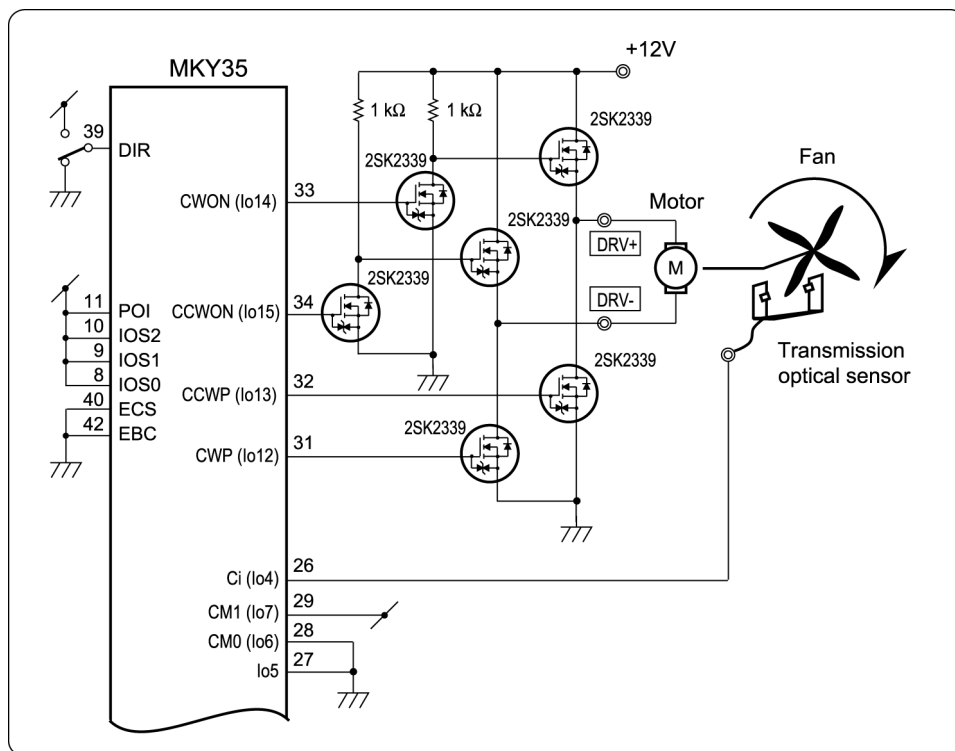 +12V
MKY35
1 kΩ
1 kΩ
2SK2339
39
DIR
Fan
2SK2339
CWON (Io14)
33
Motor
2SK2339
DRV+
M
2SK2339
11
POI
CCWON (Io15)
34
DRV-
10
IOS2
9
IOS1
8
IOS0
Transmission
optical sensor
2SK2339
40
ECS
CCWP (Io13)
32
42
EBC
2SK2339
CWP (Io12)
31
Ci (Io4)
26
CM1 (Io7)
29
CM0 (Io6)
28
Io5
27